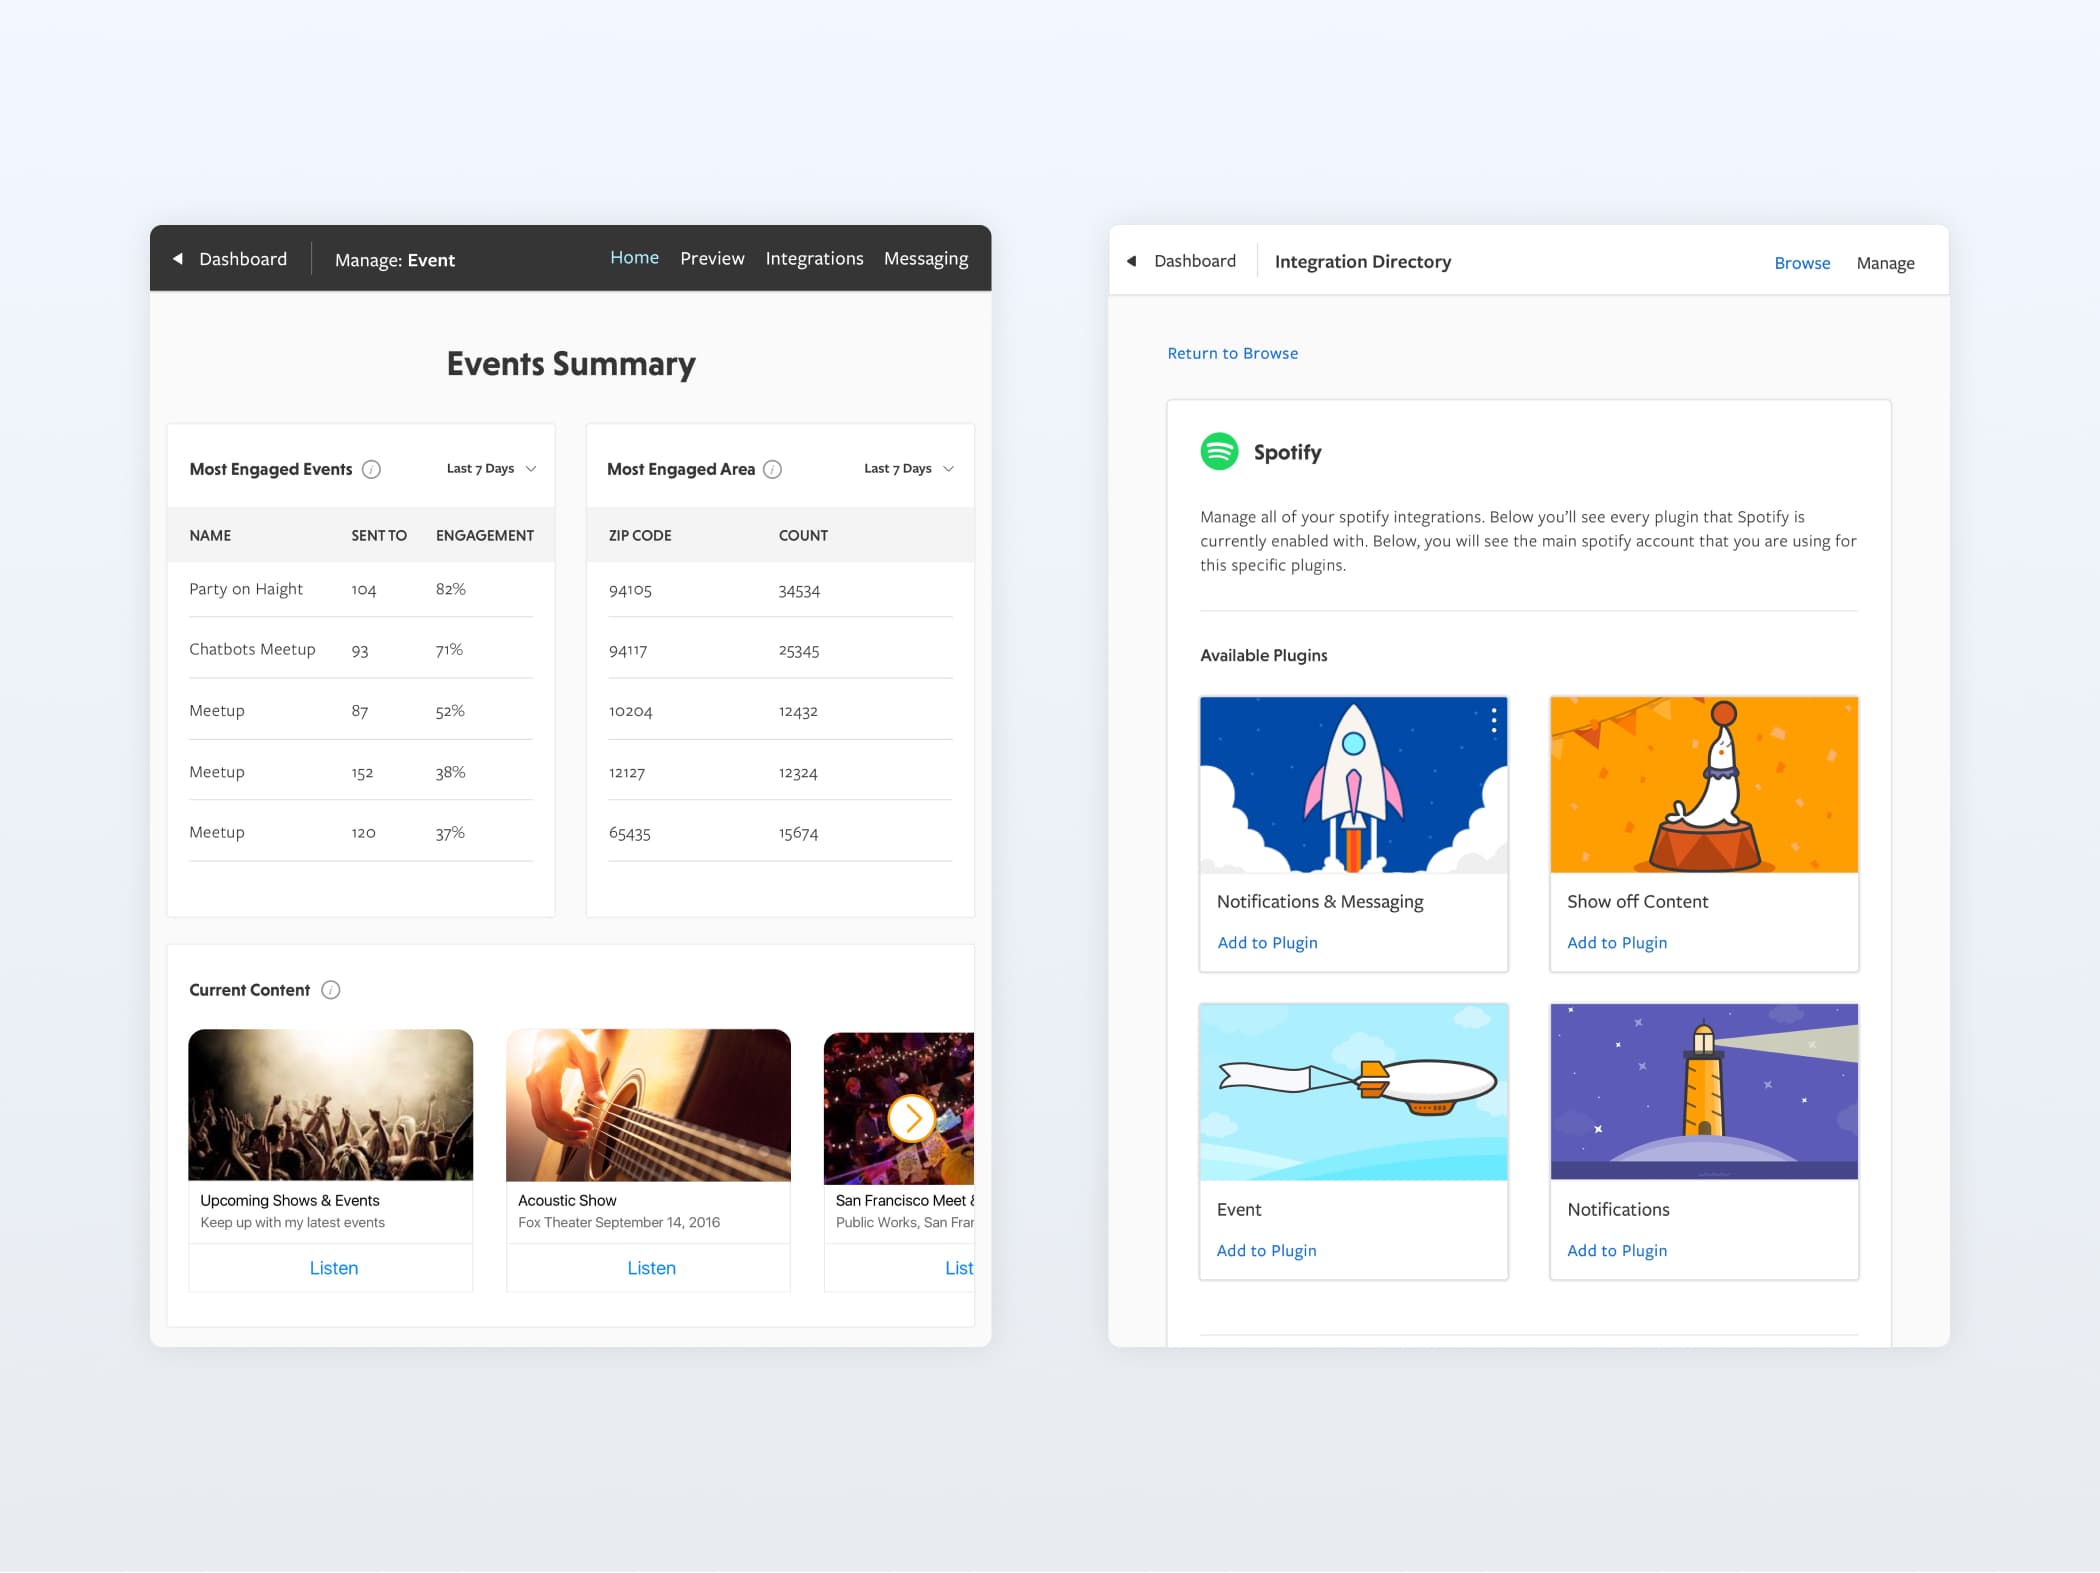 Dashboard
Manage: Event
Home Preview Integrations Messaging
Events Summary
Most Engaged Events
Last 7 Days
NAME SENT TO ENGAGEMENT
Party on Haight 104 82%
Chatbots Meetup 93 71%
Meetup 87 52%
Meetup 152 38%
Meetup 120 37%
Most Engaged Area
Last 7 Days
ZIP CODE COUNT
94105 34534
94117 25345
10204 12432
12127 12324
65435 15674
Current Content
Upcoming Shows & Events
Keep up with my latest events
Listen
Acoustic Show
Fox Theater September 14, 2016
Listen
San Francisco Meet &
Public Works, San Fran
List
Dashboard
Integration Directory
Browse Manage
Return to Browse
Spotify
Manage all of your spotify integrations. Below you'll see every plugin that Spotify is
currently enabled with. Below, you will see the main spotify account that you are using for
this specific plugins.
Available Plugins
Notifications & Messaging
Add to Plugin
Show off Content
Add to Plugin
Event
Add to Plugin
Notifications
Add to Plugin